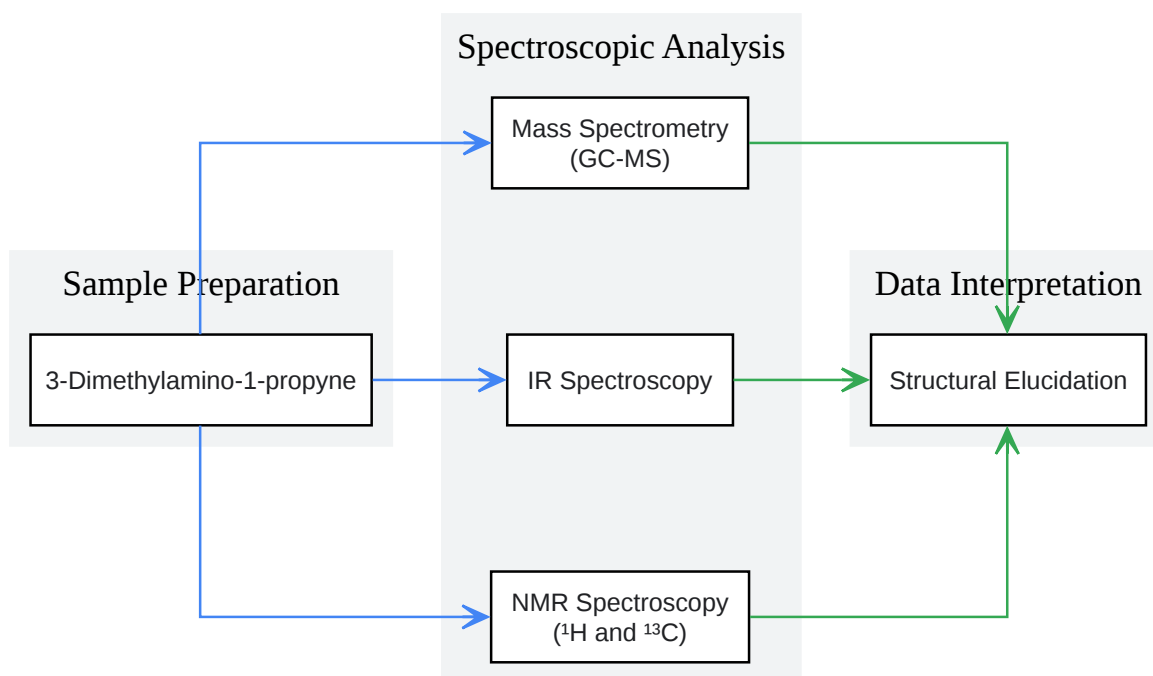 Spectroscopic Analysis
Mass Spectrometry
(GC-MS)
Sample Preparation
Data Interpretation
3-Dimethylamino-1-propyne
IR Spectroscopy
Structural Elucidation
NMR Spectroscopy
(¹H and ¹³C)